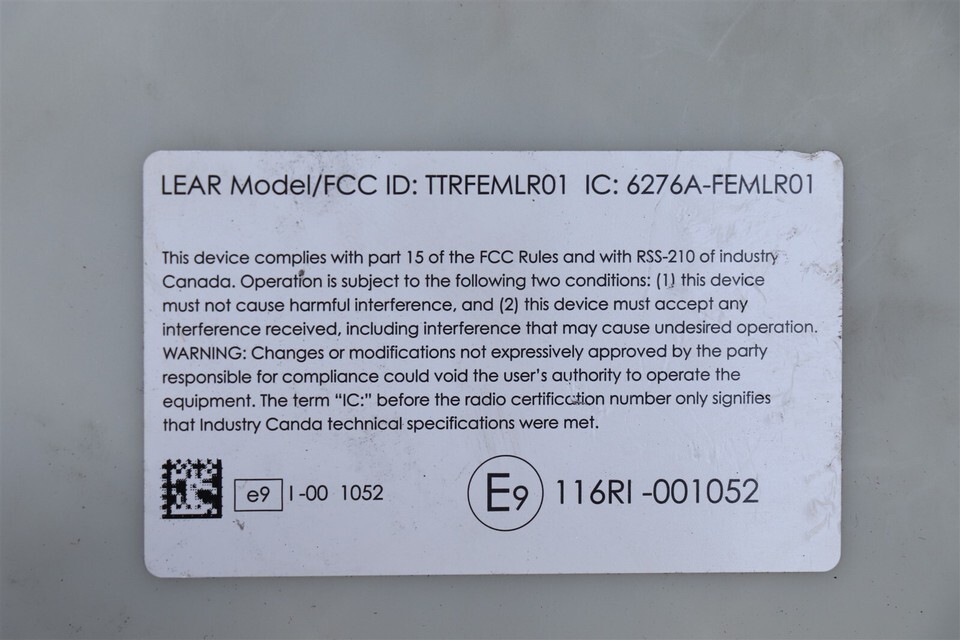 LEAR Model/FCC ID: TTRFEMLR01 IC: 6276A-FEMLR01
This device complies with part 15 of the FCC Rules and with RSS-210 of industry
Canada. Operation is subject to the following two conditions: (1) this device
must not cause harmful interference, and (2) this device must accept any
interference received, including interference that may cause undesired operation.
WARNING: Changes or modifications not expressively approved by the party
responsible for compliance could void the user's authority to operate the
equipment. The term “IC:” before the radio certification number only signifies
that Industry Canda technical specifications were met.
e9 I -00 1052
E9 116RI -001052